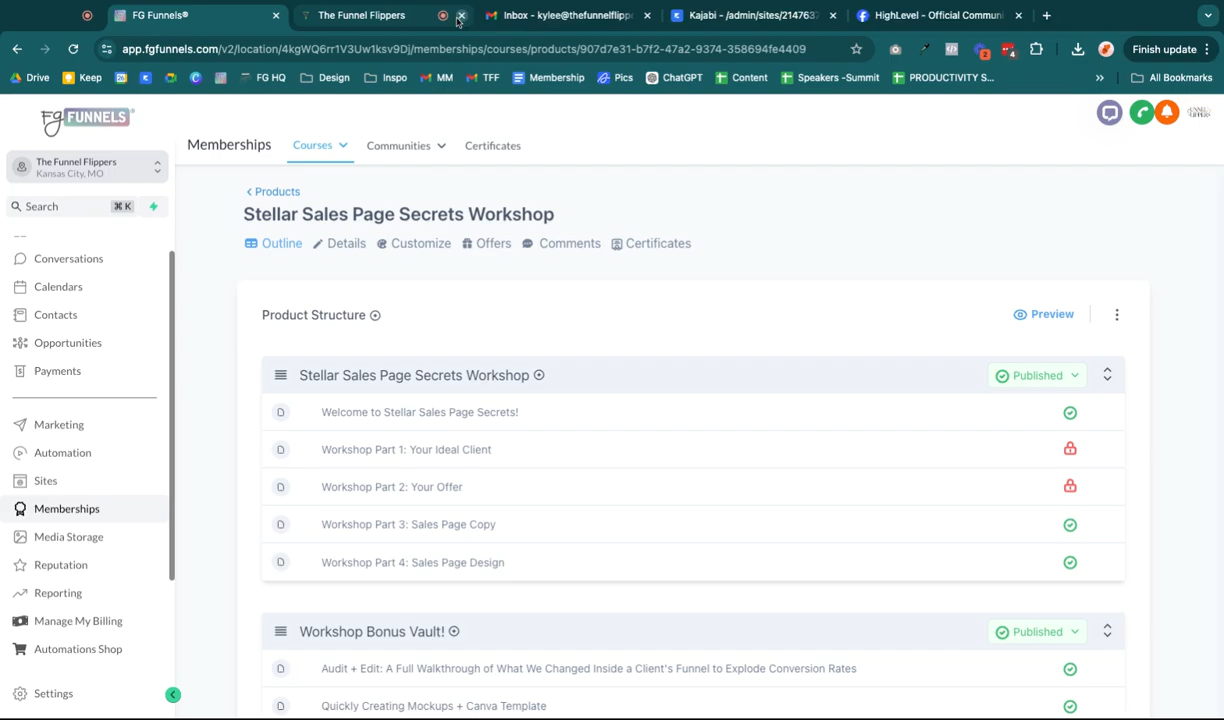 FG Funnels®
The Funnel Flippers
Inbox - kylee@thefunnelflipp
Kajabi - /admin/sites/214763
HighLevel - Official Commun
app.fgfunnels.com/v2/location/4kgWQ6rr1V3Uw1ksv9Dj/memberships/courses/products/907d7e31-b7f2-47a2-9374-358694fe4409
2
4
Finish update
Drive
Keep
26
FG HQ
Design
Inspo
MM
TFF
Membership
Pics
ChatGPT
Content
Speakers -Summit
PRODUCTIVITY S...
»
All Bookmarks
FG FUNNELS
The Funnel Flippers
Kansas City, MO
Search ⌘ K
Conversations
Calendars
Contacts
Opportunities
Payments
Marketing
Automation
Sites
Memberships
Media Storage
Reputation
Reporting
Manage My Billing
Automations Shop
Settings
Memberships
Courses
Communities
Certificates
Products
Stellar Sales Page Secrets Workshop
Outline
Details
Customize
Offers
Comments
Certificates
Product Structure
Preview
Stellar Sales Page Secrets Workshop
Published
Welcome to Stellar Sales Page Secrets!
Workshop Part 1: Your Ideal Client
Workshop Part 2: Your Offer
Workshop Part 3: Sales Page Copy
Workshop Part 4: Sales Page Design
Workshop Bonus Vault!
Published
Audit + Edit: A Full Walkthrough of What We Changed Inside a Client's Funnel to Explode Conversion Rates
Quickly Creating Mockups + Canva Template